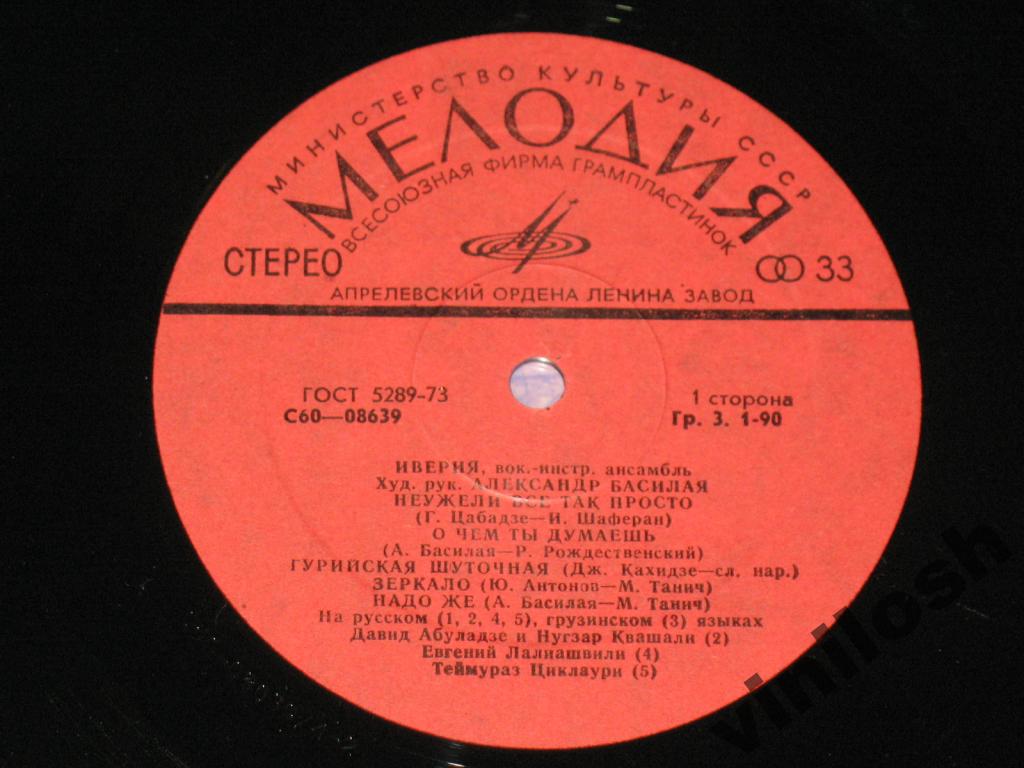 МИНИСТЕРСТВО КУЛЬТУРЫ СССР
МЕЛОДИЯ
ВСЕСОЮЗНАЯ ФИРМА ГРАМПЛАСТИНОК
СТЕРЕО
33
АПРЕЛЕВСКИЙ ОРДЕНА ЛЕНИНА ЗАВОД
ГОСТ 5289-73
С60—08639
1 сторона
Гр. 3. 1-90
ИВЕРИЯ, вок.-инстр. ансамбль
Худ. рук. АЛЕКСАНДР БАСИЛАЯ
НЕУЖЕЛИ ВСЕ ТАК ПРОСТО
(Г. Цабадзе—И. Шаферан)
О ЧЕМ ТЫ ДУМАЕШЬ
(А. Басилая—Р. Рождественский)
ГУРИЙСКАЯ ШУТОЧНАЯ (Дж. Кахидзе—сл. нар.)
ЗЕРКАЛО (Ю. Антонов—М. Танич)
НАДО ЖЕ (А. Басилая—М. Танич)
На русском (1, 2, 4, 5), грузинском (3) языках
Давид Абуладзе и Нугзар Квашали (2)
Евгений Лалиашвили (4)
Теймураз Циклаури (5)
vinilosh